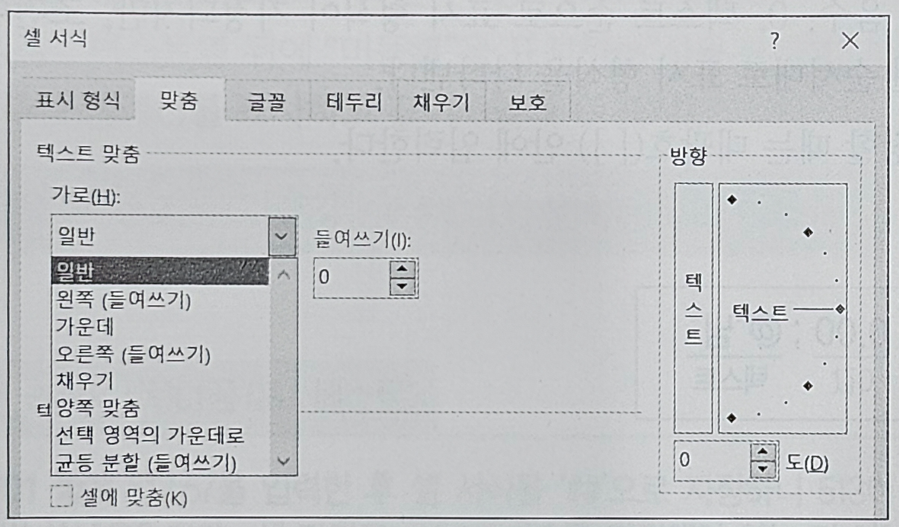 셀 서식 ?
표시 형식 맞춤 글꼴 테두리 채우기 보호
텍스트 맞춤
가로(H):
일반
들여쓰기(I):
0
일반
왼쪽 (들여쓰기)
가운데
오른쪽 (들여쓰기)
채우기
양쪽 맞춤
선택 영역의 가운데로
균등 분할 (들여쓰기)
셀에 맞춤(K)
방향
텍스트
텍스트
0 도(D)